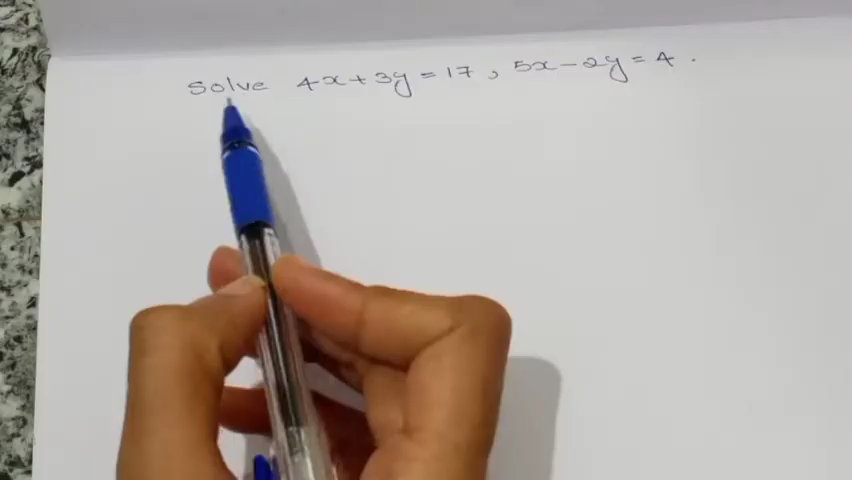 Solve 4x + 3y = 17, 5x - 2y = 4.